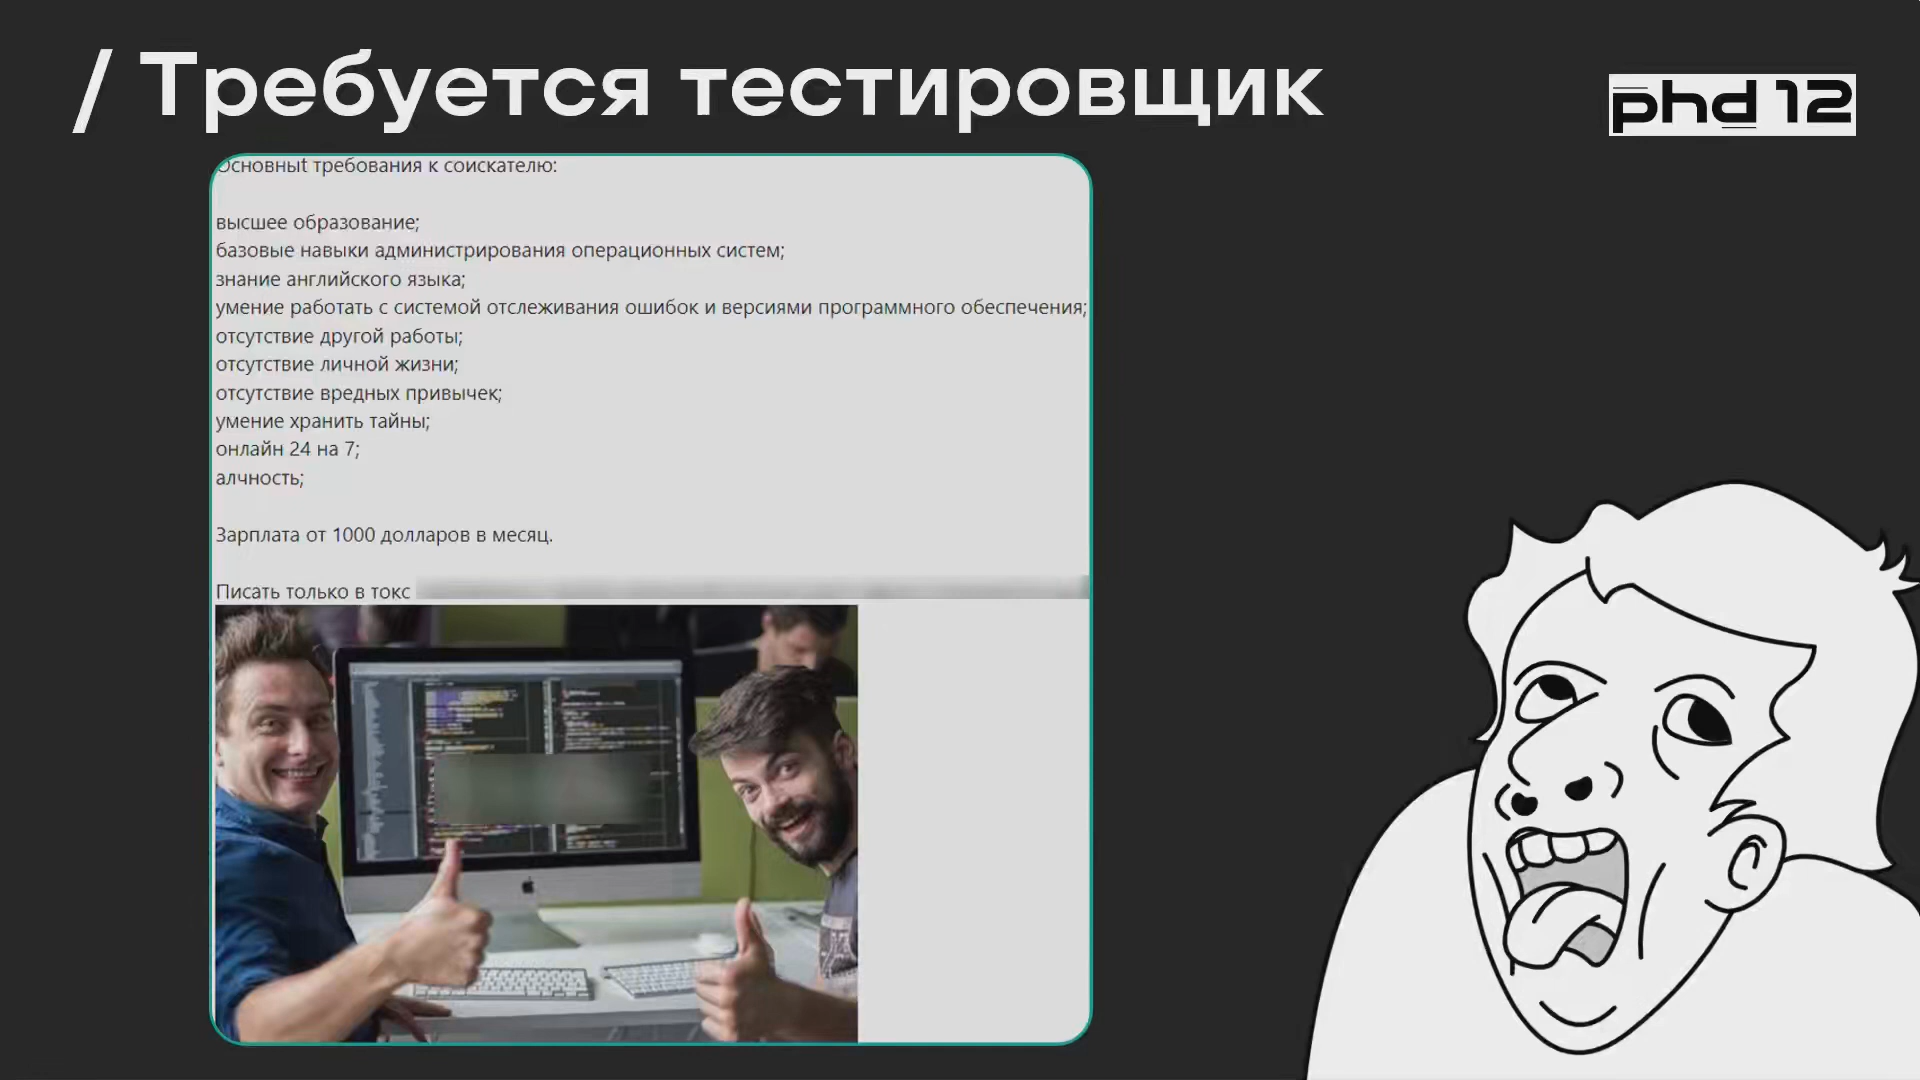 / Требуется тестировщик
phd 12
Основныt требования к соискателю:
высшее образование;
базовые навыки администрирования операционных систем;
знание английского языка;
умение работать с системой отслеживания ошибок и версиями программного обеспечения;
отсутствие другой работы;
отсутствие личной жизни;
отсутствие вредных привычек;
умение хранить тайны;
онлайн 24 на 7;
алчность;
Зарплата от 1000 долларов в месяц.
Писать только в токс